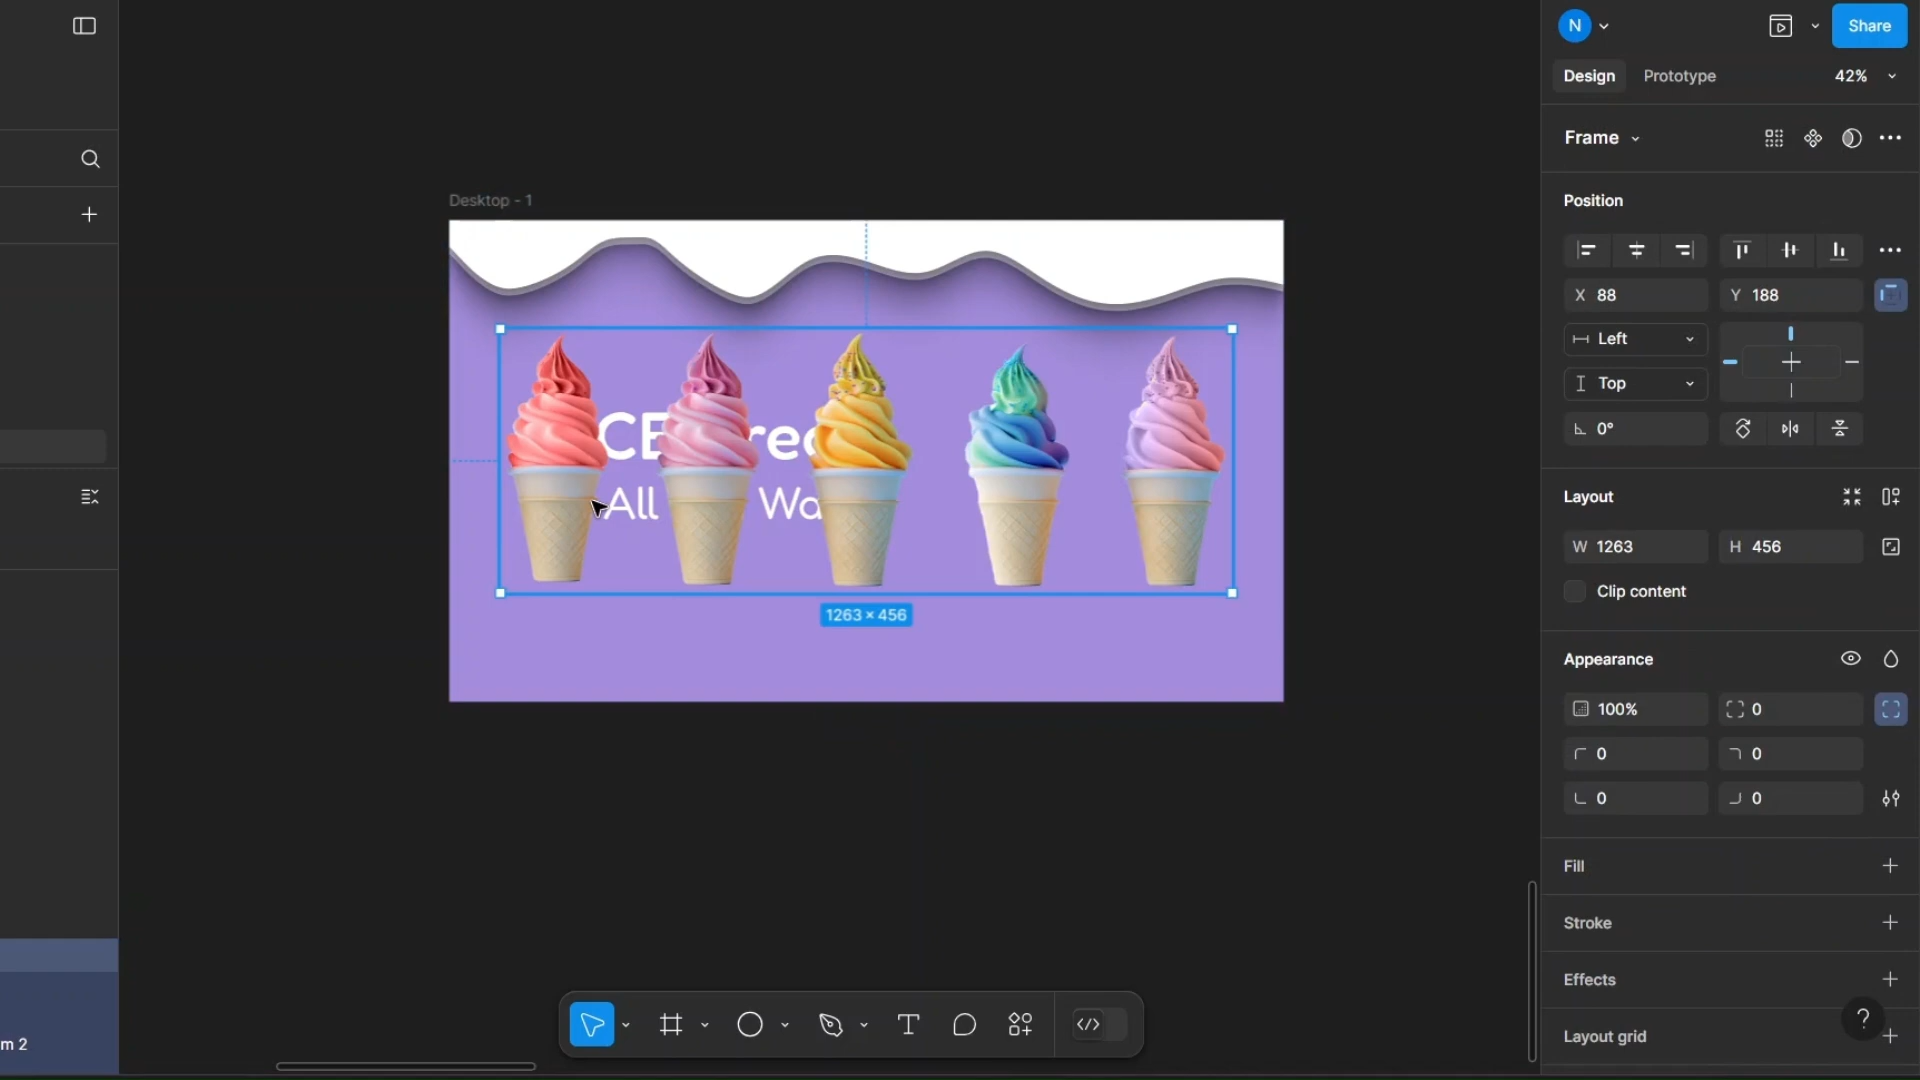 N
Share
Design
Prototype
42%
Frame
Desktop - 1
Position
X 88
Y 188
Left
Top
0°
CE
All
Wa
Layout
W 1263
H 456
Clip content
1263 × 456
Appearance
100%
0
0
0
0
0
Fill
Stroke
Effects
Layout grid
?
m 2